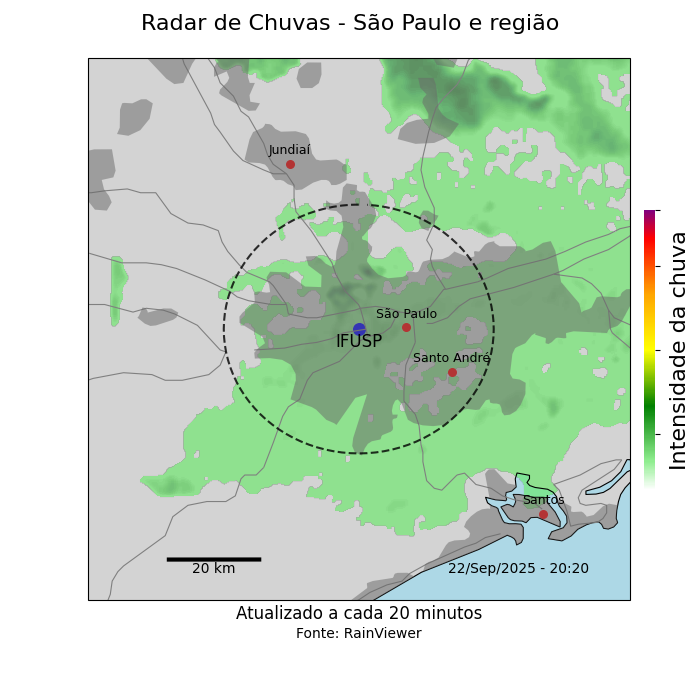 Radar de Chuvas - São Paulo e região
Jundiaí
São Paulo
IFUSP
Santo André
Santos
20 km
22/Sep/2025 - 20:20
Intensidade da chuva
Atualizado a cada 20 minutos
Fonte: RainViewer